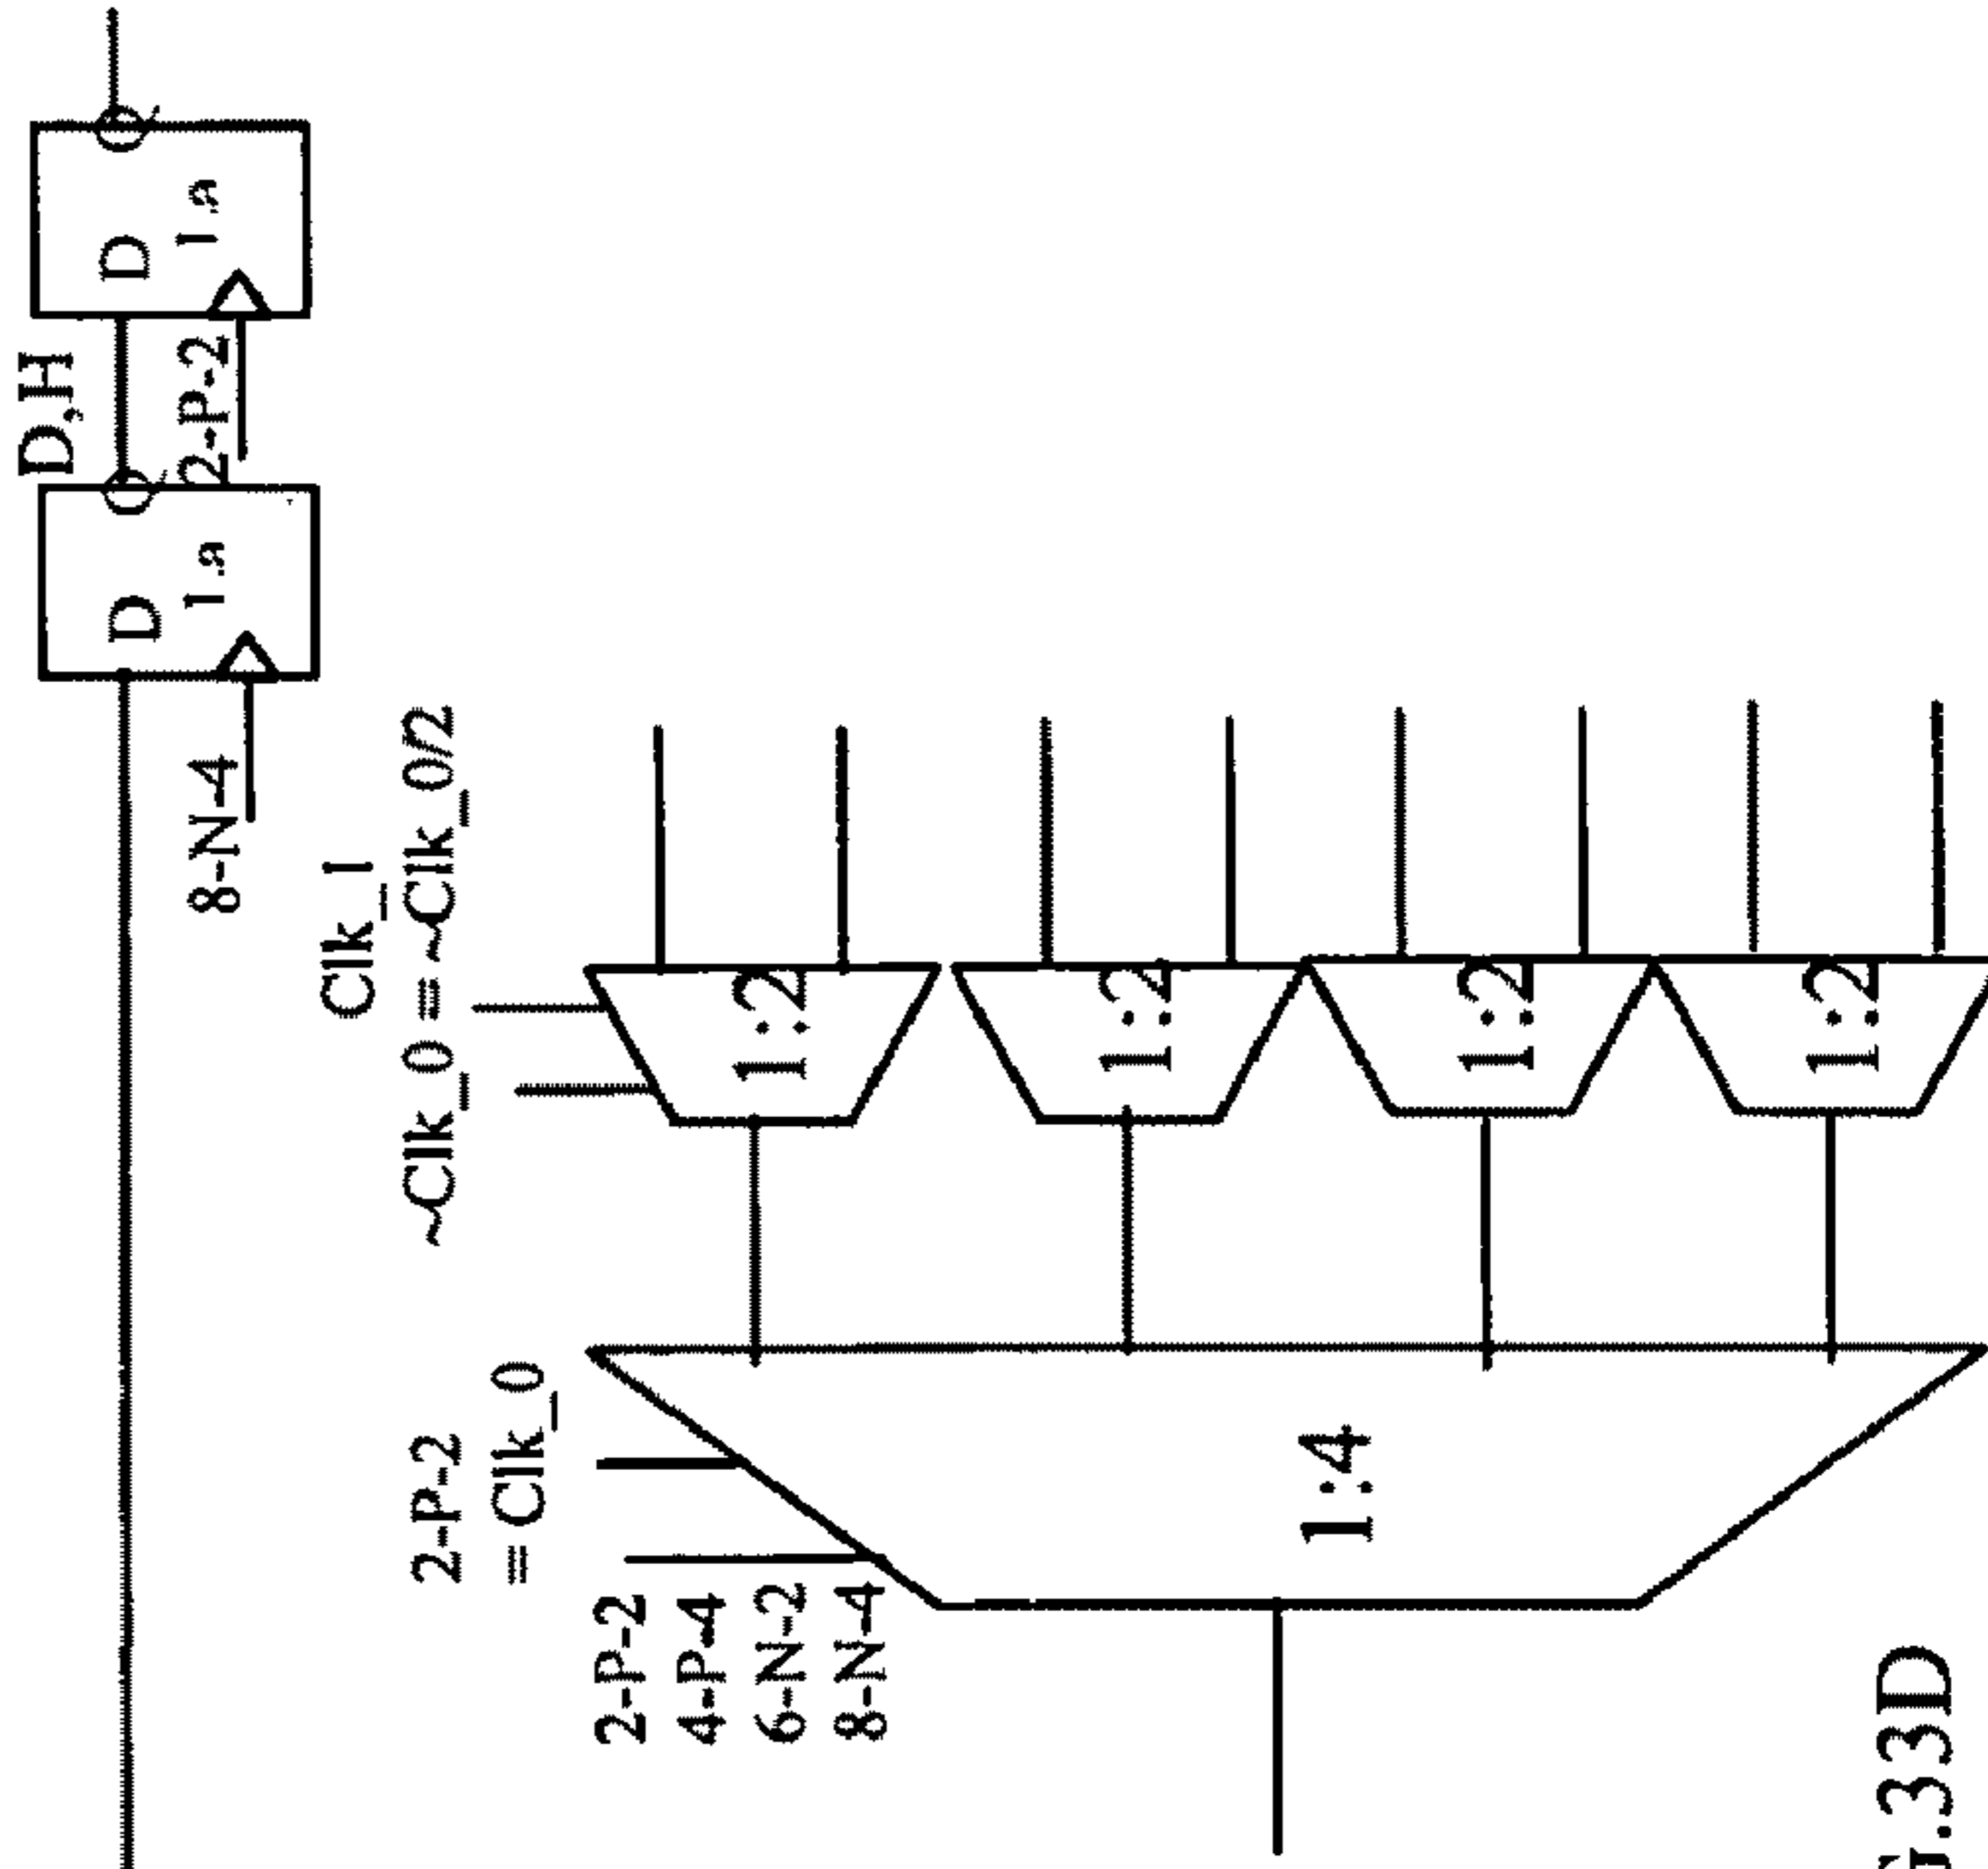 D,H
D Q
1.s
D Q
1.s
8-N-4
2-P-2
Clk_1
~Clk_0 = ~Clk_0/2
2-P-2
= Clk_0
2-P-2
4-P-4
6-N-2
8-N-4
1:4
1:2
1:2
1:2
1:2
.33D